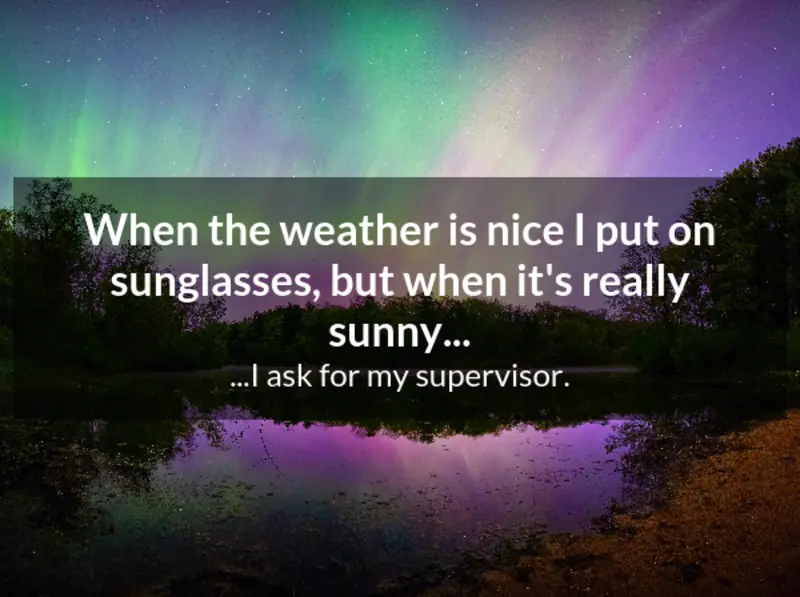 When the weather is nice I put on
sunglasses, but when it's really
sunny...
...I ask for my supervisor.